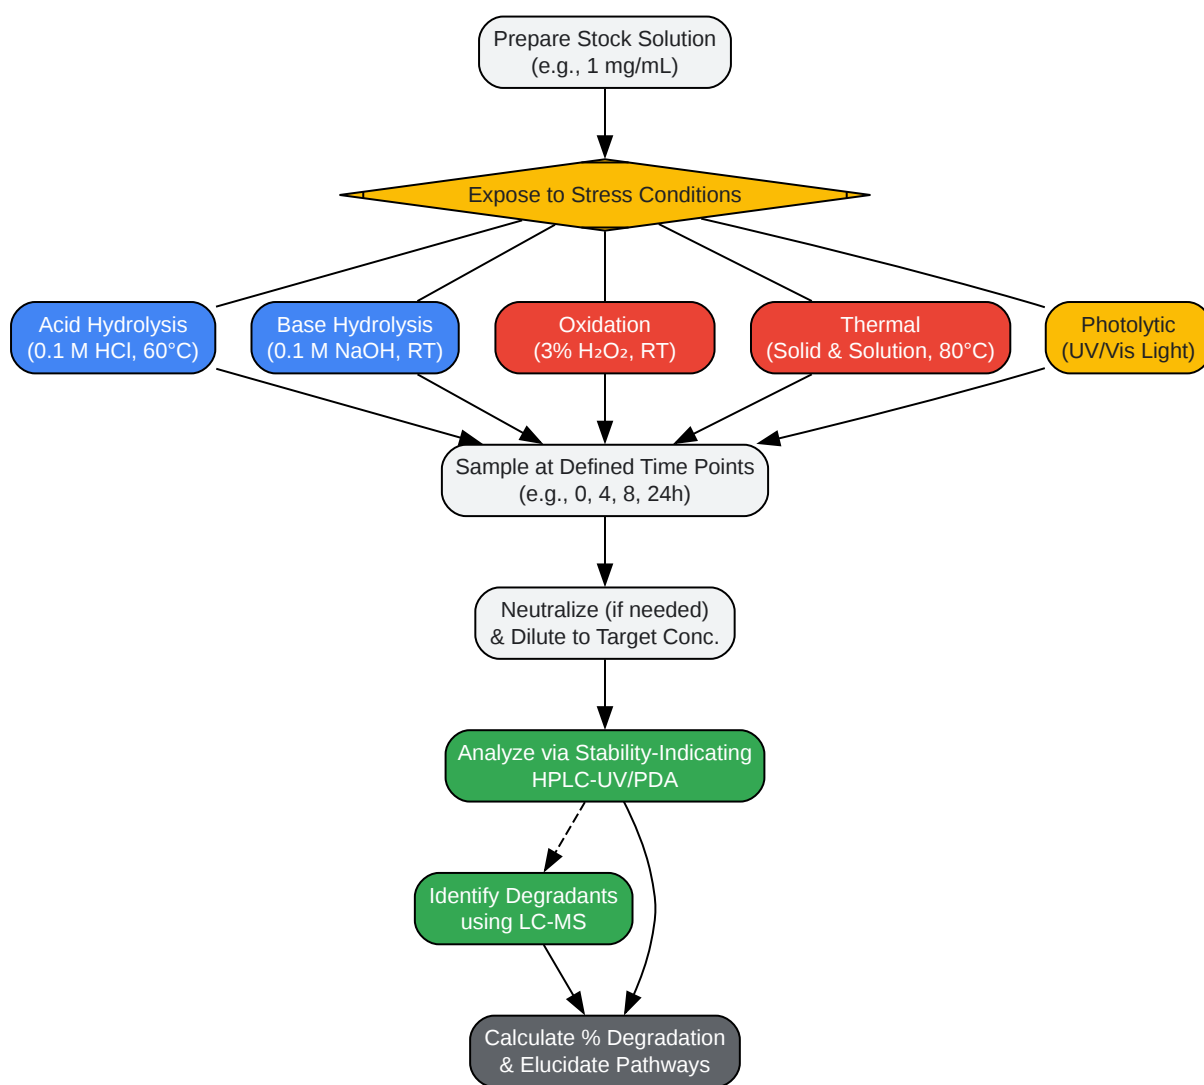 Prepare Stock Solution
(e.g., 1 mg/mL)
Expose to Stress Conditions
Acid Hydrolysis
(0.1 M HCl, 60°C)
Base Hydrolysis
(0.1 M NaOH, RT)
Oxidation
(3% H₂O₂, RT)
Thermal
(Solid & Solution, 80°C)
Photolytic
(UV/Vis Light)
Sample at Defined Time Points
(e.g., 0, 4, 8, 24h)
Neutralize (if needed)
& Dilute to Target Conc.
Analyze via Stability-Indicating
HPLC-UV/PDA
Identify Degradants
using LC-MS
Calculate % Degradation
& Elucidate Pathways